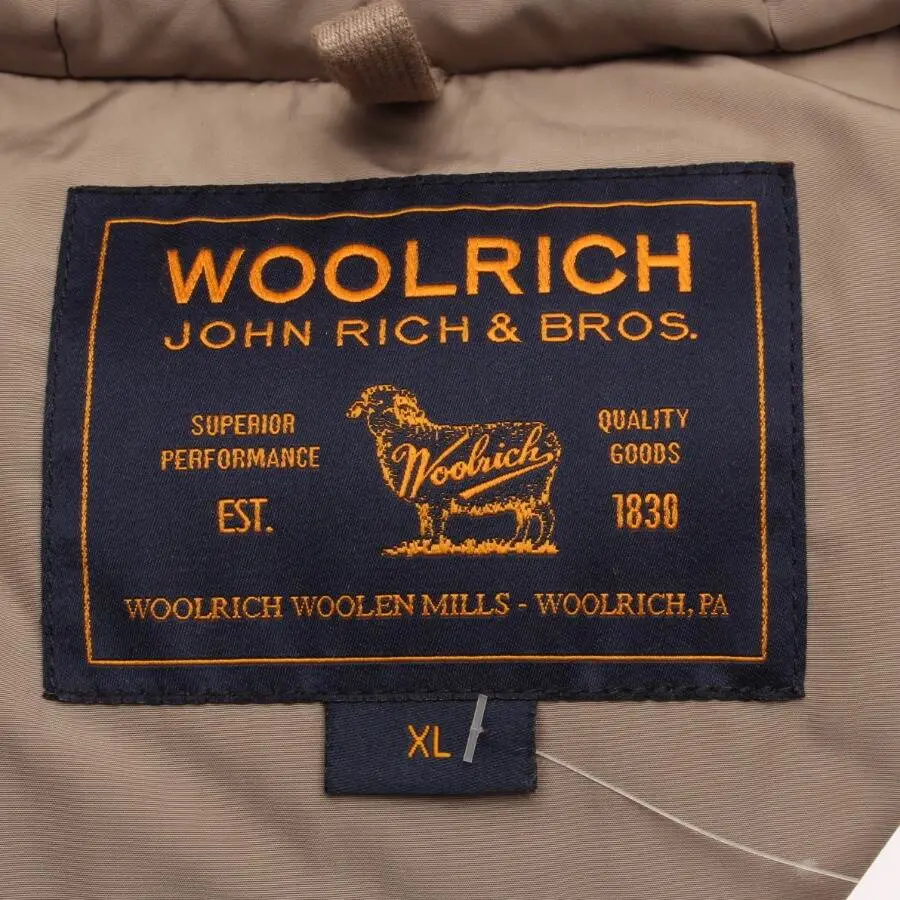 WOOLRICH
JOHN RICH & BROS.
SUPERIOR
PERFORMANCE
EST.
Woolrich
QUALITY
GOODS
1830
WOOLRICH WOOLEN MILLS - WOOLRICH, PA
XL